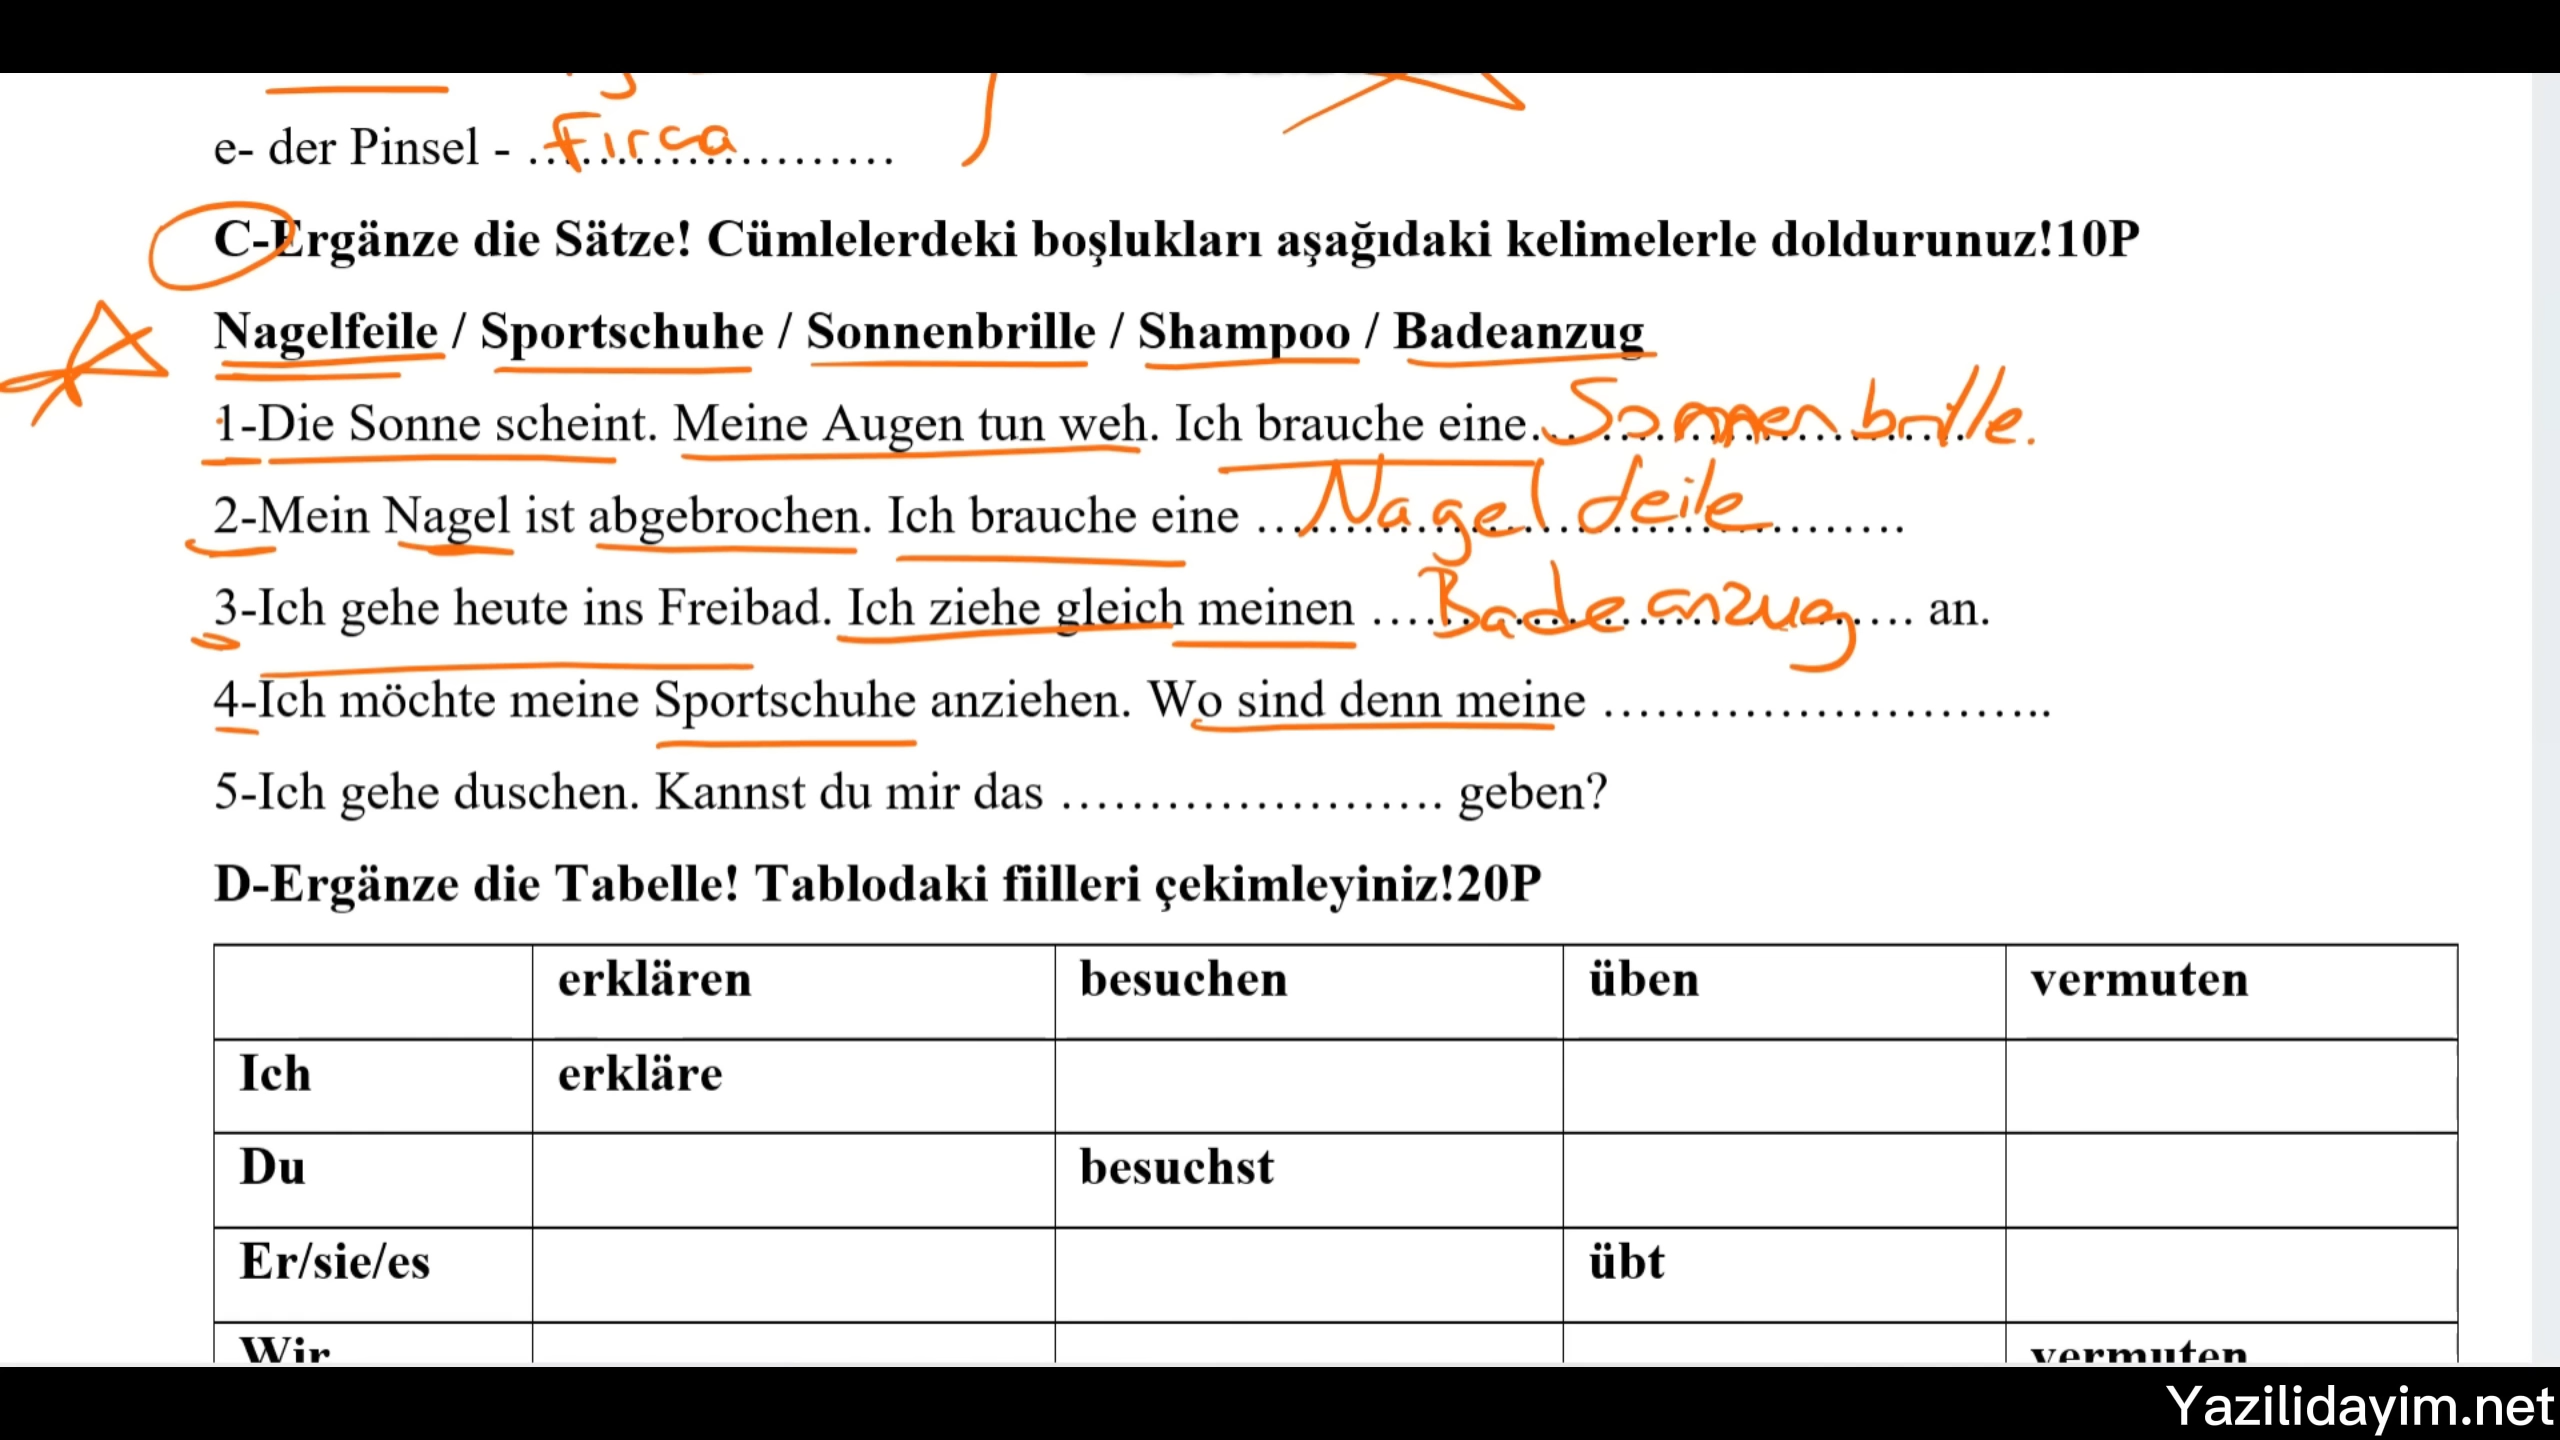 e- der Pinsel - ........................ Fırca
C-Ergänze die Sätze! Cümlelerdeki boşlukları aşağıdaki kelimelerle doldurunuz!10P
Nagelfeile / Sportschuhe / Sonnenbrille / Shampoo / Badeanzug
1-Die Sonne scheint. Meine Augen tun weh. Ich brauche eine........ Sonnenbrille.
2-Mein Nagel ist abgebrochen. Ich brauche eine ........ Nageldeile
3-Ich gehe heute ins Freibad. Ich ziehe gleich meinen ........ Badeanzug ........ an.
4-Ich möchte meine Sportschuhe anziehen. Wo sind denn meine ............................
5-Ich gehe duschen. Kannst du mir das ........................ geben?
D-Ergänze die Tabelle! Tablodaki fiilleri çekimleyiniz!20P
erklären besuchen üben vermuten
Ich erkläre
Du besuchst
Er/sie/es übt
Wir vermuten
Yazilidayim.net